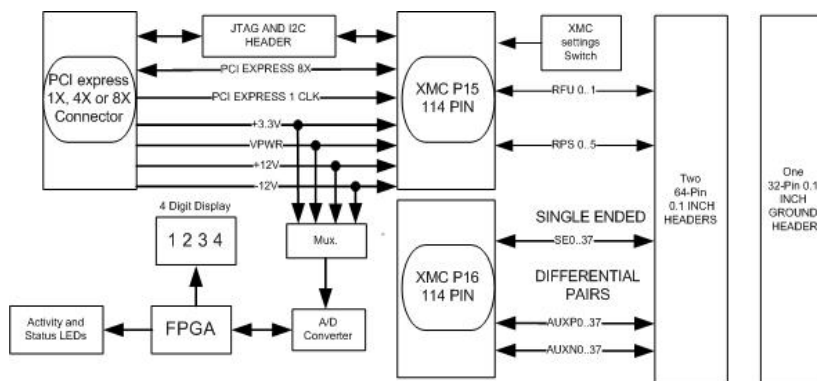 JTAG AND I2C
HEADER
XMC
settings
Switch
PCI express
1X, 4X or 8X
Connector
PCI EXPRESS 8X
PCI EXPRESS 1 CLK
+3.3V
VPWR
+12V
-12V
XMC P15
114 PIN
RFU 0..1
RPS 0..5
Two
64-Pin
0.1 INCH
HEADERS
One
32-Pin 0.1
INCH
GROUND
HEADER
4 Digit Display
1 2 3 4
Mux.
XMC P16
114 PIN
SINGLE ENDED
SE0..37
DIFFERENTIAL
PAIRS
AUXP0..37
AUXN0..37
Activity and
Status LEDs
FPGA
A/D
Converter